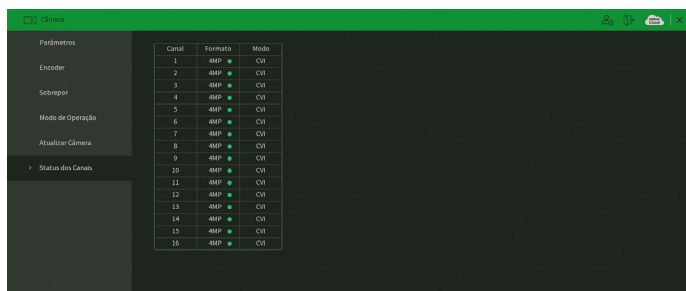 Câmera
Parâmetros
Encoder
Sobrepor
Modo de Operação
Atualizar Câmera
> Status dos Canais
Canal Formato Modo
1 4MP CVI
2 4MP CVI
3 4MP CVI
4 4MP CVI
5 4MP CVI
6 4MP CVI
7 4MP CVI
8 4MP CVI
9 4MP CVI
10 4MP CVI
11 4MP CVI
12 4MP CVI
13 4MP CVI
14 4MP CVI
15 4MP CVI
16 4MP CVI